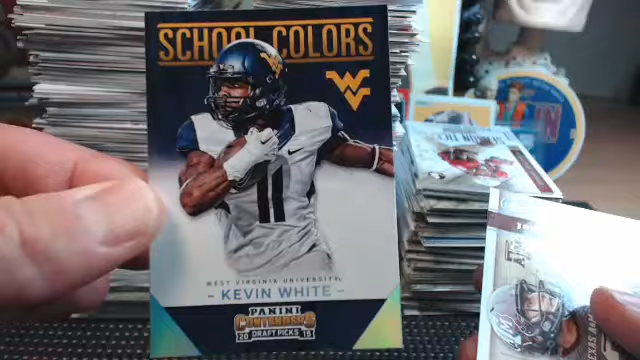 SCHOOL COLORS
WV
11
WEST VIRGINIA UNIVERSITY
- KEVIN WHITE -
PANINI
CONTENDERS
20 DRAFT PICKS 15